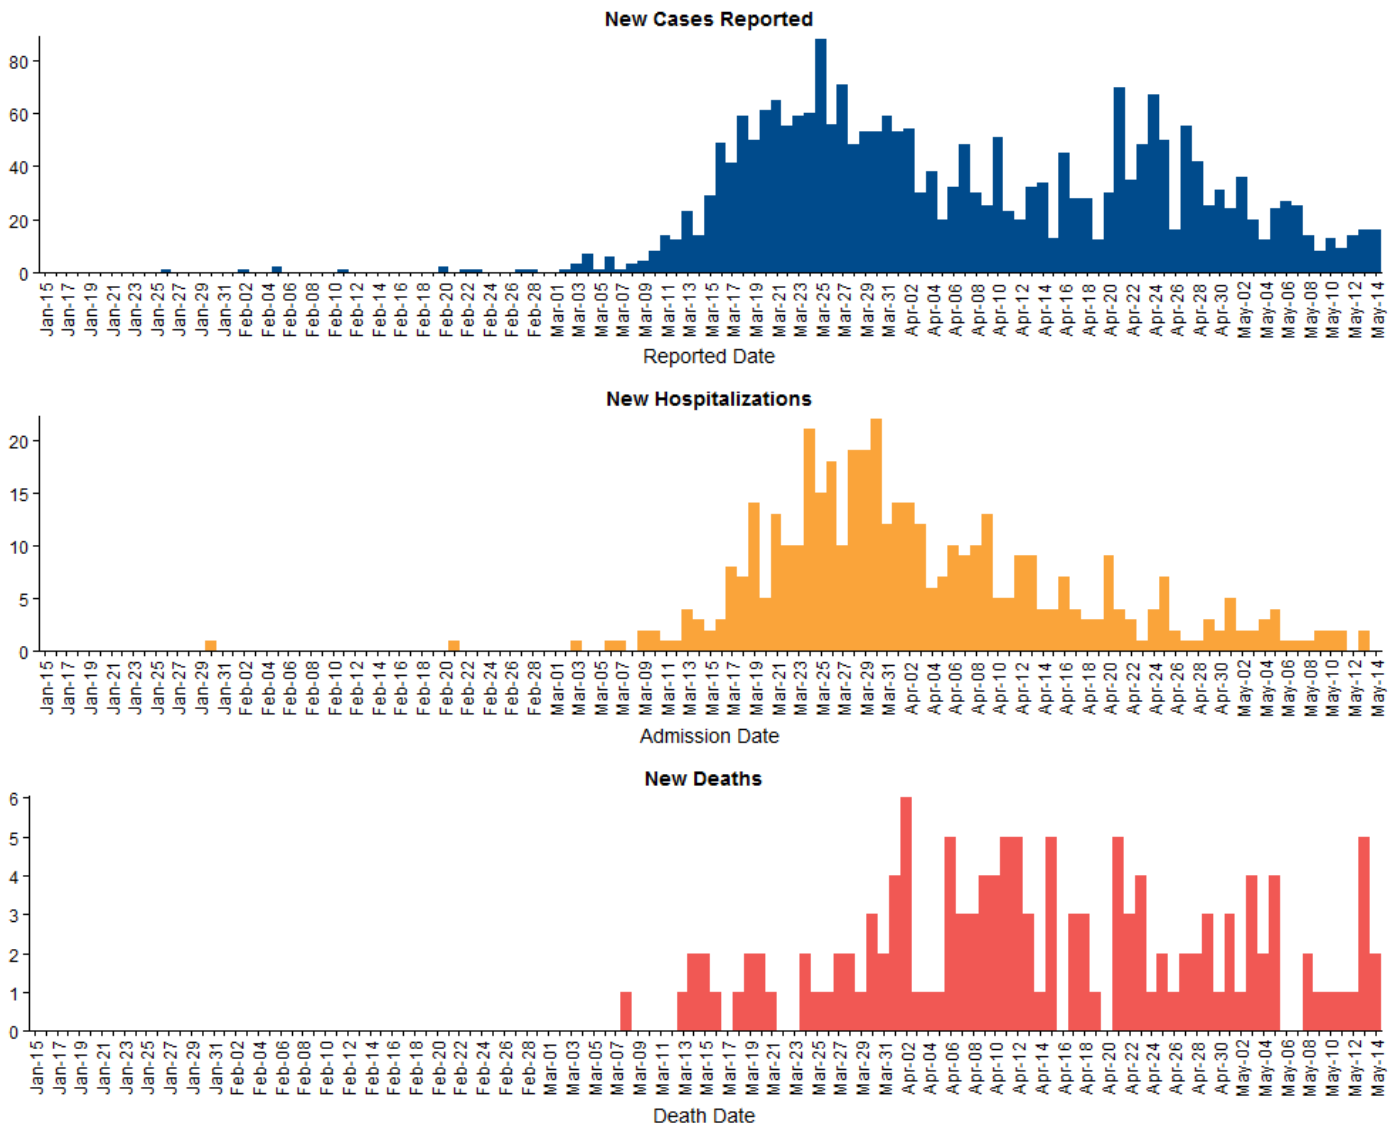 New Cases Reported
80
60
40
20
0
Jan-15 Jan-17 Jan-19 Jan-21 Jan-23 Jan-25 Jan-27 Jan-29 Jan-31 Feb-02 Feb-04 Feb-06 Feb-08 Feb-10 Feb-12 Feb-14 Feb-16 Feb-18 Feb-20 Feb-22 Feb-24 Feb-26 Feb-28 Mar-01 Mar-03 Mar-05 Mar-07 Mar-09 Mar-11 Mar-13 Mar-15 Mar-17 Mar-19 Mar-21 Mar-23 Mar-25 Mar-27 Mar-29 Mar-31 Apr-02 Apr-04 Apr-06 Apr-08 Apr-10 Apr-12 Apr-14 Apr-16 Apr-18 Apr-20 Apr-22 Apr-24 Apr-26 Apr-28 Apr-30 May-02 May-04 May-06 May-08 May-10 May-12 May-14
Reported Date
New Hospitalizations
20
15
10
5
0
Jan-15 Jan-17 Jan-19 Jan-21 Jan-23 Jan-25 Jan-27 Jan-29 Jan-31 Feb-02 Feb-04 Feb-06 Feb-08 Feb-10 Feb-12 Feb-14 Feb-16 Feb-18 Feb-20 Feb-22 Feb-24 Feb-26 Feb-28 Mar-01 Mar-03 Mar-05 Mar-07 Mar-09 Mar-11 Mar-13 Mar-15 Mar-17 Mar-19 Mar-21 Mar-23 Mar-25 Mar-27 Mar-29 Mar-31 Apr-02 Apr-04 Apr-06 Apr-08 Apr-10 Apr-12 Apr-14 Apr-16 Apr-18 Apr-20 Apr-22 Apr-24 Apr-26 Apr-28 Apr-30 May-02 May-04 May-06 May-08 May-10 May-12 May-14
Admission Date
New Deaths
6
5
4
3
2
1
0
Jan-15 Jan-17 Jan-19 Jan-21 Jan-23 Jan-25 Jan-27 Jan-29 Jan-31 Feb-02 Feb-04 Feb-06 Feb-08 Feb-10 Feb-12 Feb-14 Feb-16 Feb-18 Feb-20 Feb-22 Feb-24 Feb-26 Feb-28 Mar-01 Mar-03 Mar-05 Mar-07 Mar-09 Mar-11 Mar-13 Mar-15 Mar-17 Mar-19 Mar-21 Mar-23 Mar-25 Mar-27 Mar-29 Mar-31 Apr-02 Apr-04 Apr-06 Apr-08 Apr-10 Apr-12 Apr-14 Apr-16 Apr-18 Apr-20 Apr-22 Apr-24 Apr-26 Apr-28 Apr-30 May-02 May-04 May-06 May-08 May-10 May-12 May-14
Death Date